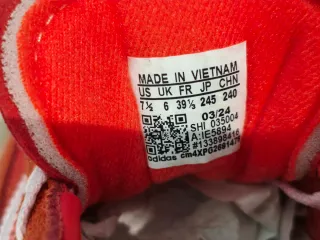 MADE IN VIETNAM
US UK FR JP CHN
7½ 6 39⅓ 245 240
03/24
SHI 035004
A:IE5894
adidas